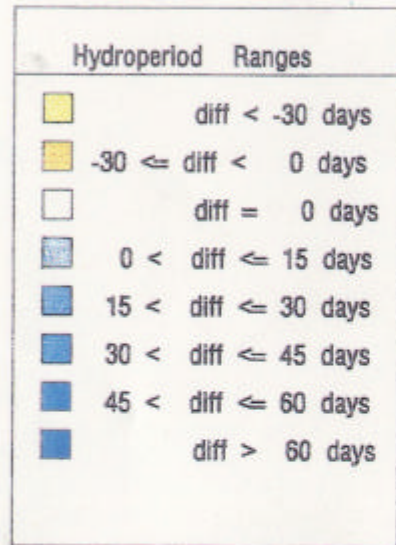 Hydroperiod Ranges
diff < -30 days
-30 <= diff < 0 days
diff = 0 days
0 < diff <= 15 days
15 < diff <= 30 days
30 < diff <= 45 days
45 < diff <= 60 days
diff > 60 days